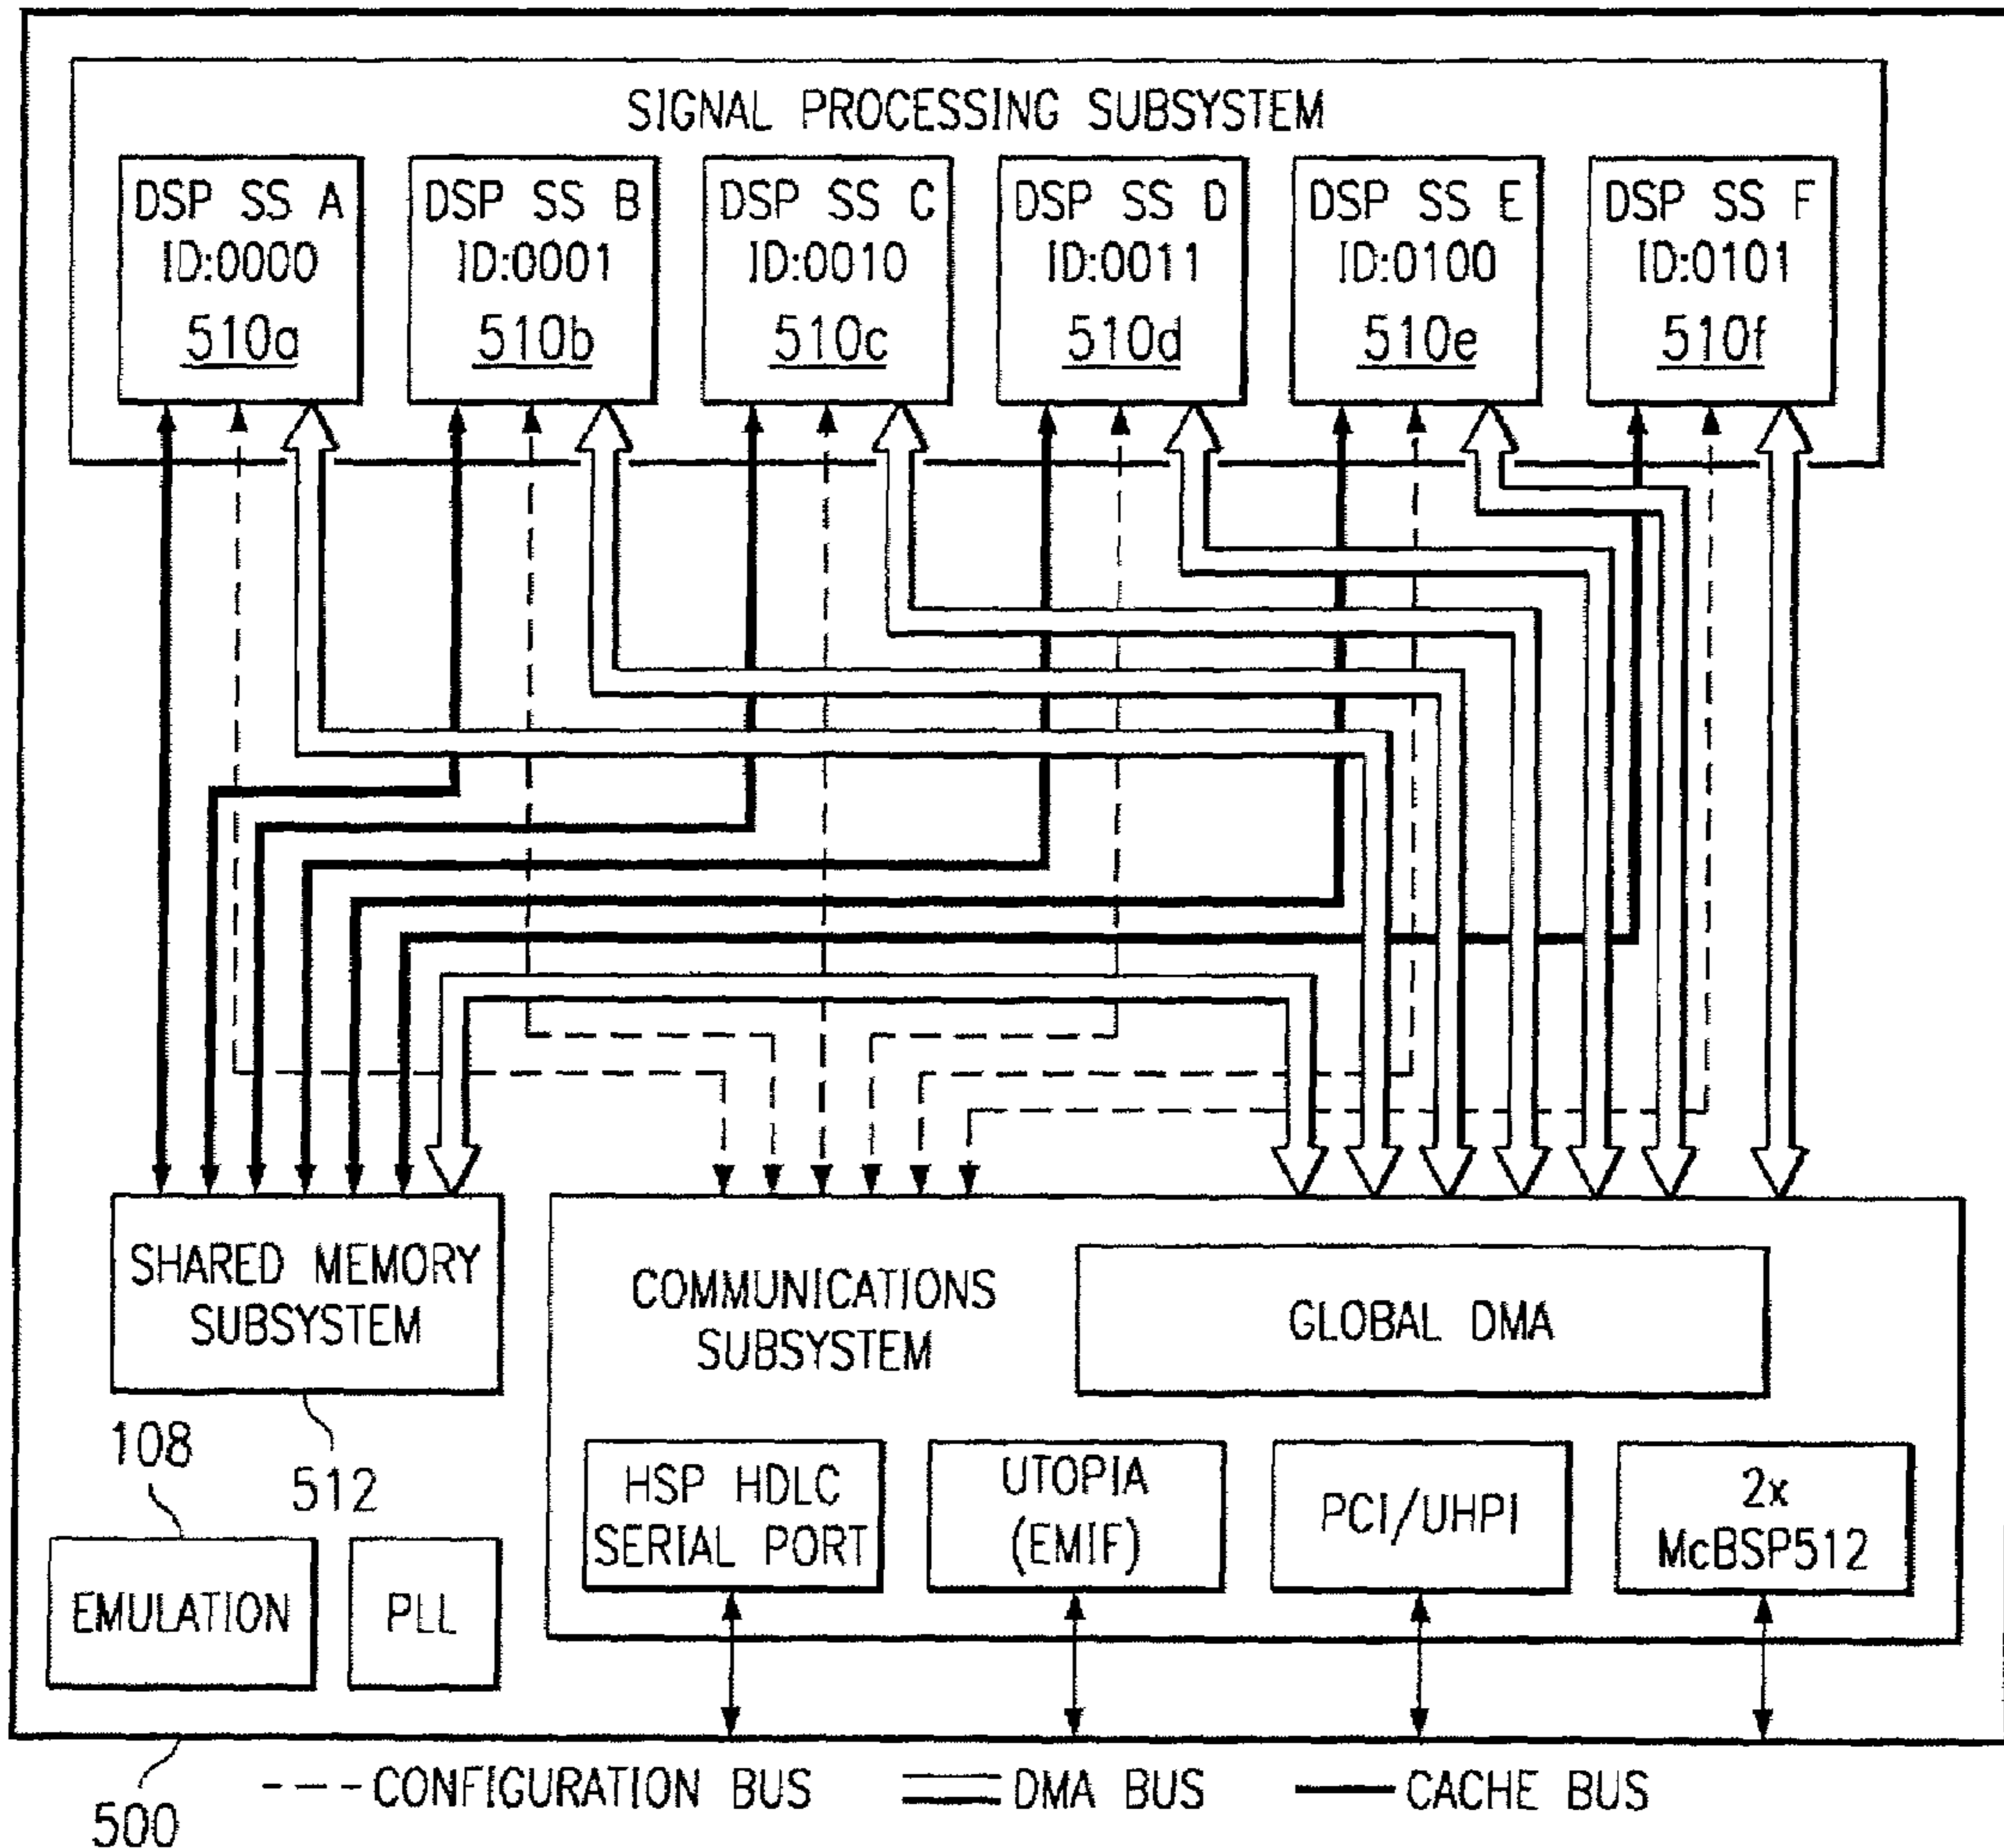 SIGNAL PROCESSING SUBSYSTEM
DSP SS A
ID:0000
510a
DSP SS B
ID:0001
510b
DSP SS C
ID:0010
510c
DSP SS D
ID:0011
510d
DSP SS E
ID:0100
510e
DSP SS F
ID:0101
510f
SHARED MEMORY
SUBSYSTEM
512
COMMUNICATIONS
SUBSYSTEM
GLOBAL DMA
HSP HDLC
SERIAL PORT
UTOPIA
(EMIF)
PCI/UHPI
2x
McBSP512
108
EMULATION
PLL
500
CONFIGURATION BUS
DMA BUS
CACHE BUS